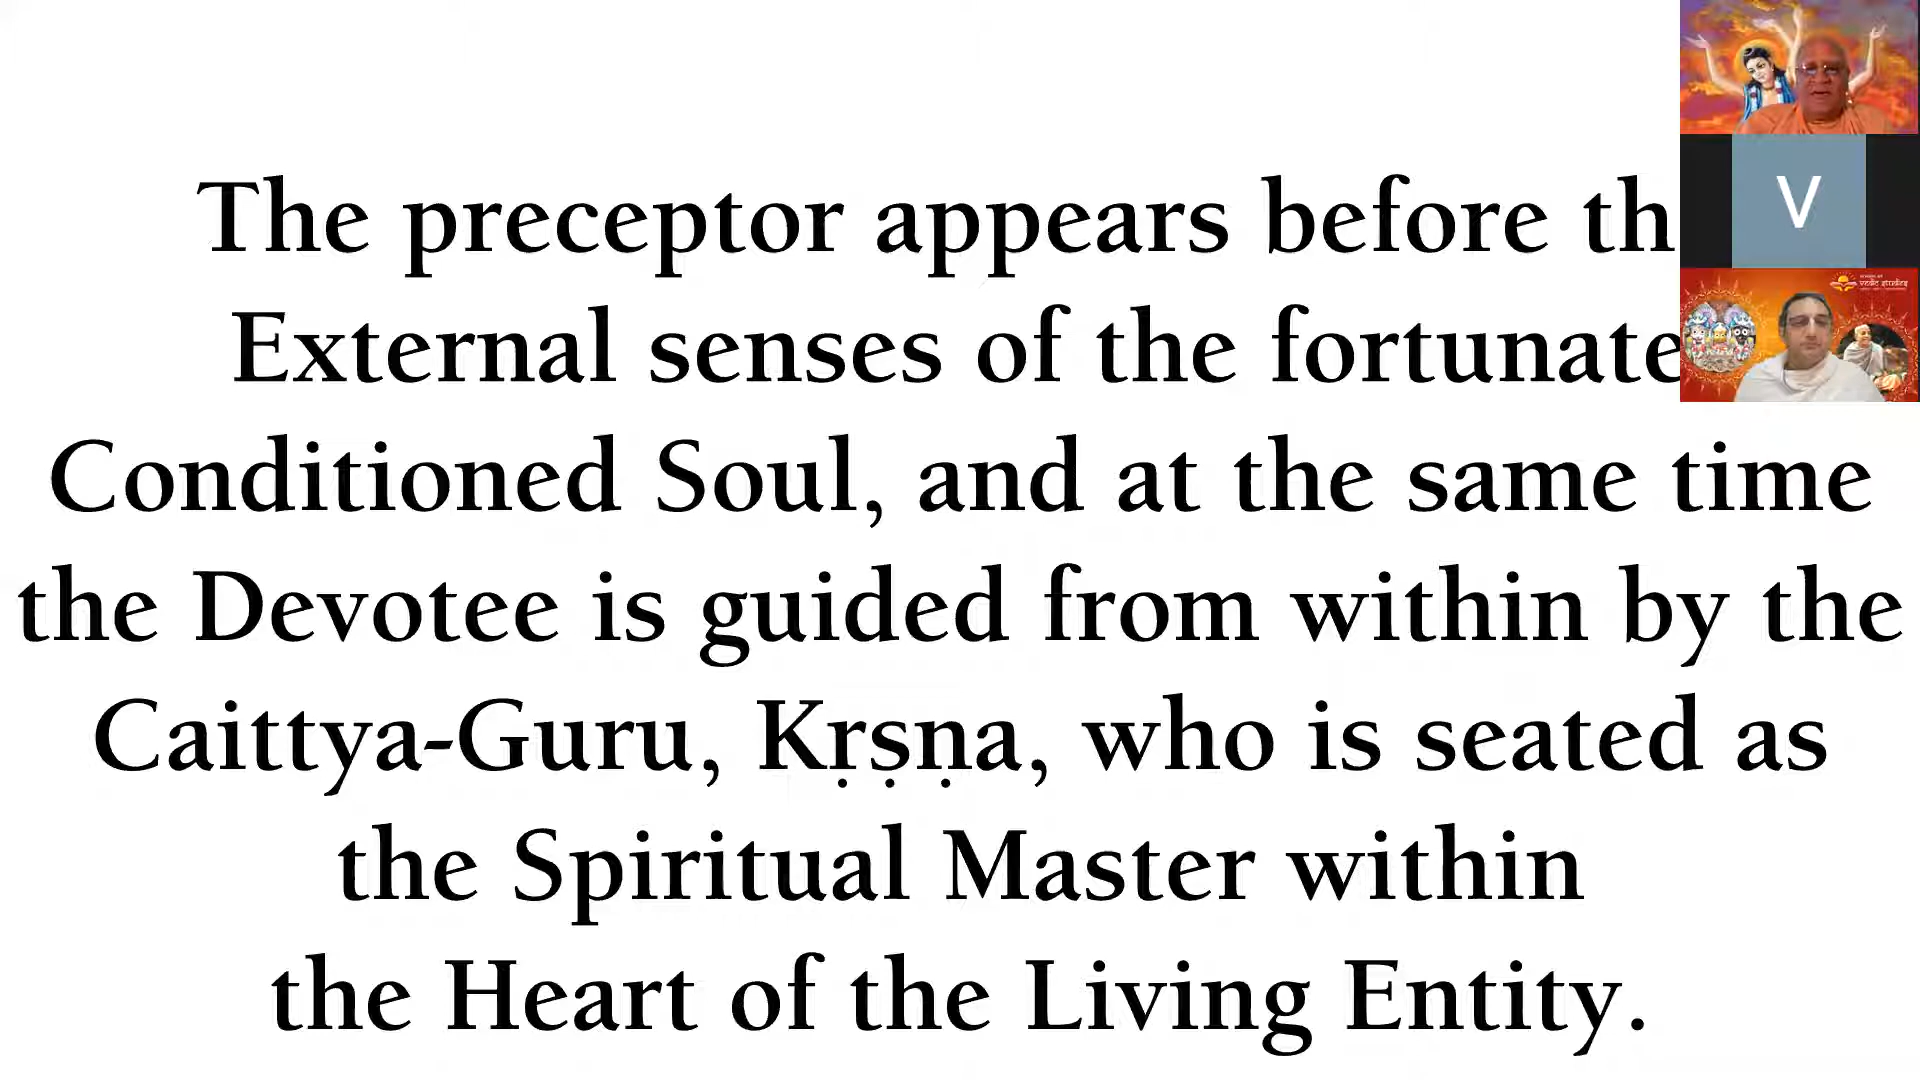 The preceptor appears before th
External senses of the fortunate
Conditioned Soul, and at the same time
the Devotee is guided from within by the
Caittya-Guru, Kṛṣṇa, who is seated as
the Spiritual Master within
the Heart of the Living Entity.
V
vedic studies